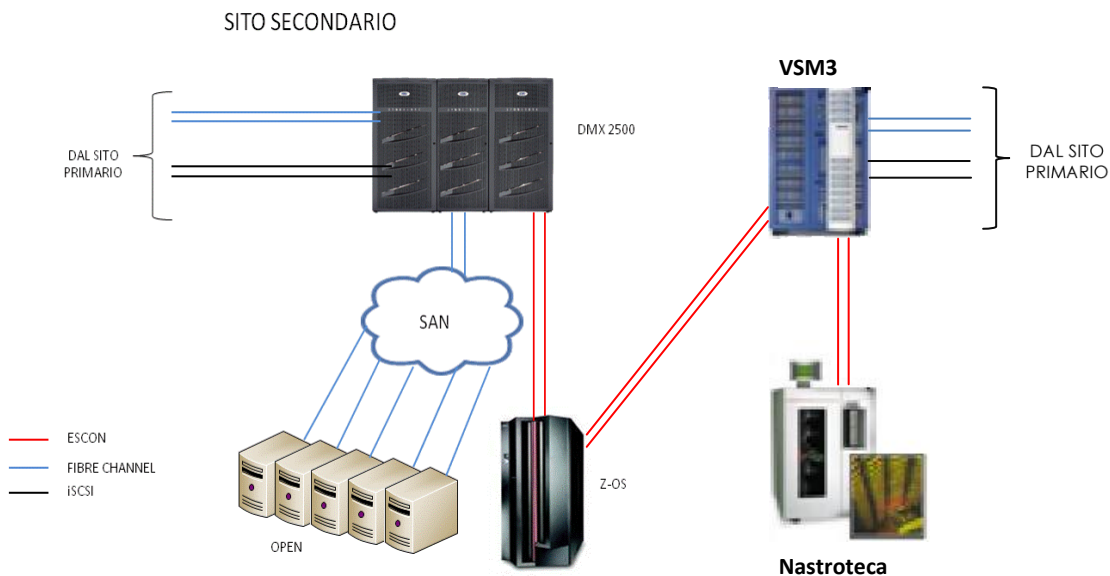 SITO SECONDARIO
VSM3
DMX 2500
DAL SITO
PRIMARIO
DAL SITO
PRIMARIO
SAN
ESCON
FIBRE CHANNEL
iSCSI
Z-OS
OPEN
Nastroteca